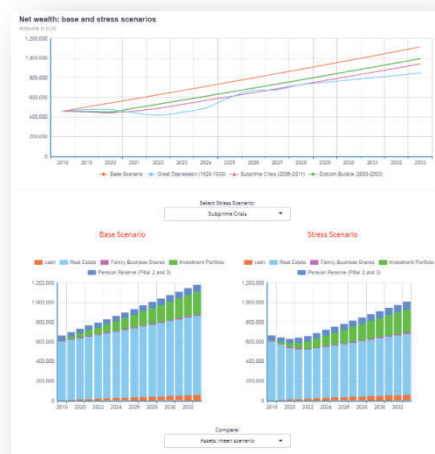 Net wealth: base and stress scenarios
Amounts in EUR
1,200,000
1,000,000
800,000
600,000
400,000
200,000
0
2018 2019 2020 2021 2022 2023 2024 2025 2026 2027 2028 2030 2031 2032 2033
Base Scenario Great Depression (1929-1939) Subprime Crisis (2008-2011) Dotcom Bubble (2000-2003)
Select Stress Scenario:
Subprime Crisis
Base Scenario Stress Scenario
cash Real Estate Family Business Shares Investment Portfolio
Pension Reserve (Pillar 2 and 3)
cash Real Estate Family Business Shares Investment Portfolio
Pension Reserve (Pillar 2 and 3)
1,200,000 1,200,000
1,000,000 1,000,000
800,000 800,000
600,000 600,000
400,000 400,000
200,000 200,000
0 0
2018 2020 2022 2024 2026 2028 2030 2032 2018 2020 2022 2024 2026 2028 2030 2032
Compare:
Assets: mean scenario